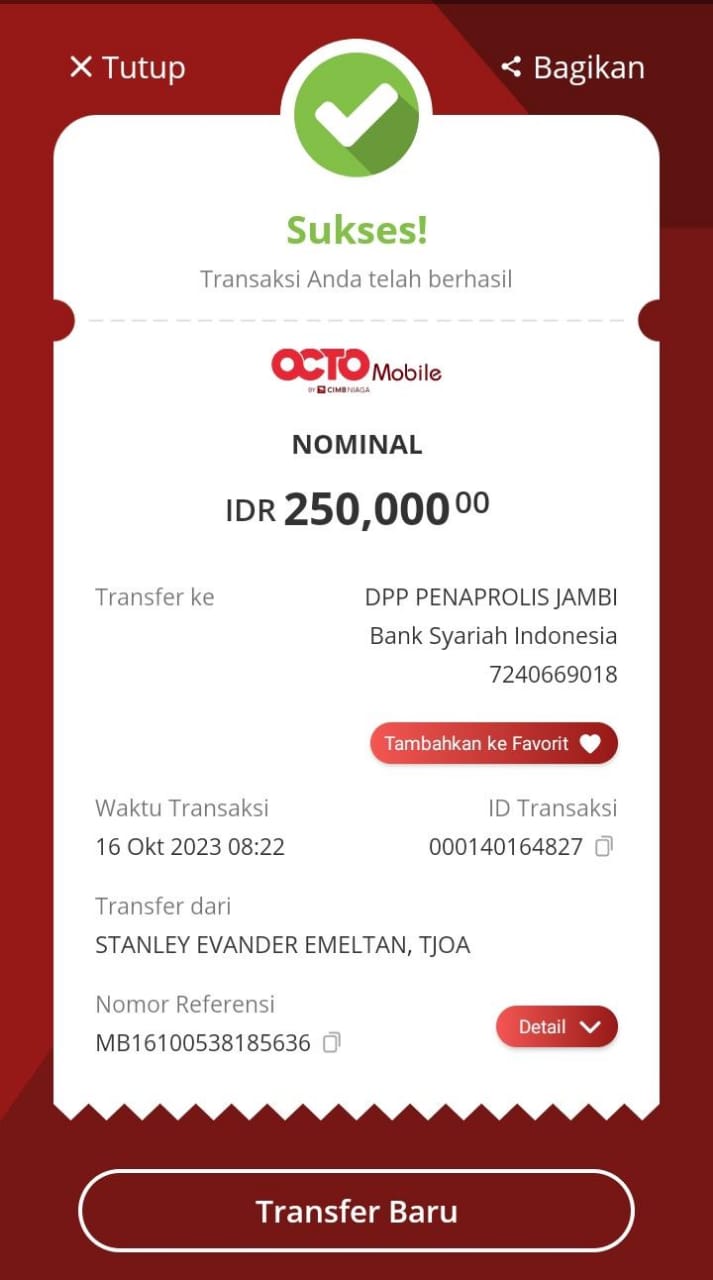 Tutup
Bagikan
Sukses!
Transaksi Anda telah berhasil
OCTO Mobile
BY CIMB NIAGA
NOMINAL
IDR 250,000 00
Transfer ke
DPP PENAPROLIS JAMBI
Bank Syariah Indonesia
7240669018
Tambahkan ke Favorit
Waktu Transaksi
ID Transaksi
16 Okt 2023 08:22
000140164827
Transfer dari
STANLEY EVANDER EMELTAN, TJOA
Nomor Referensi
MB16100538185636
Detail
Transfer Baru